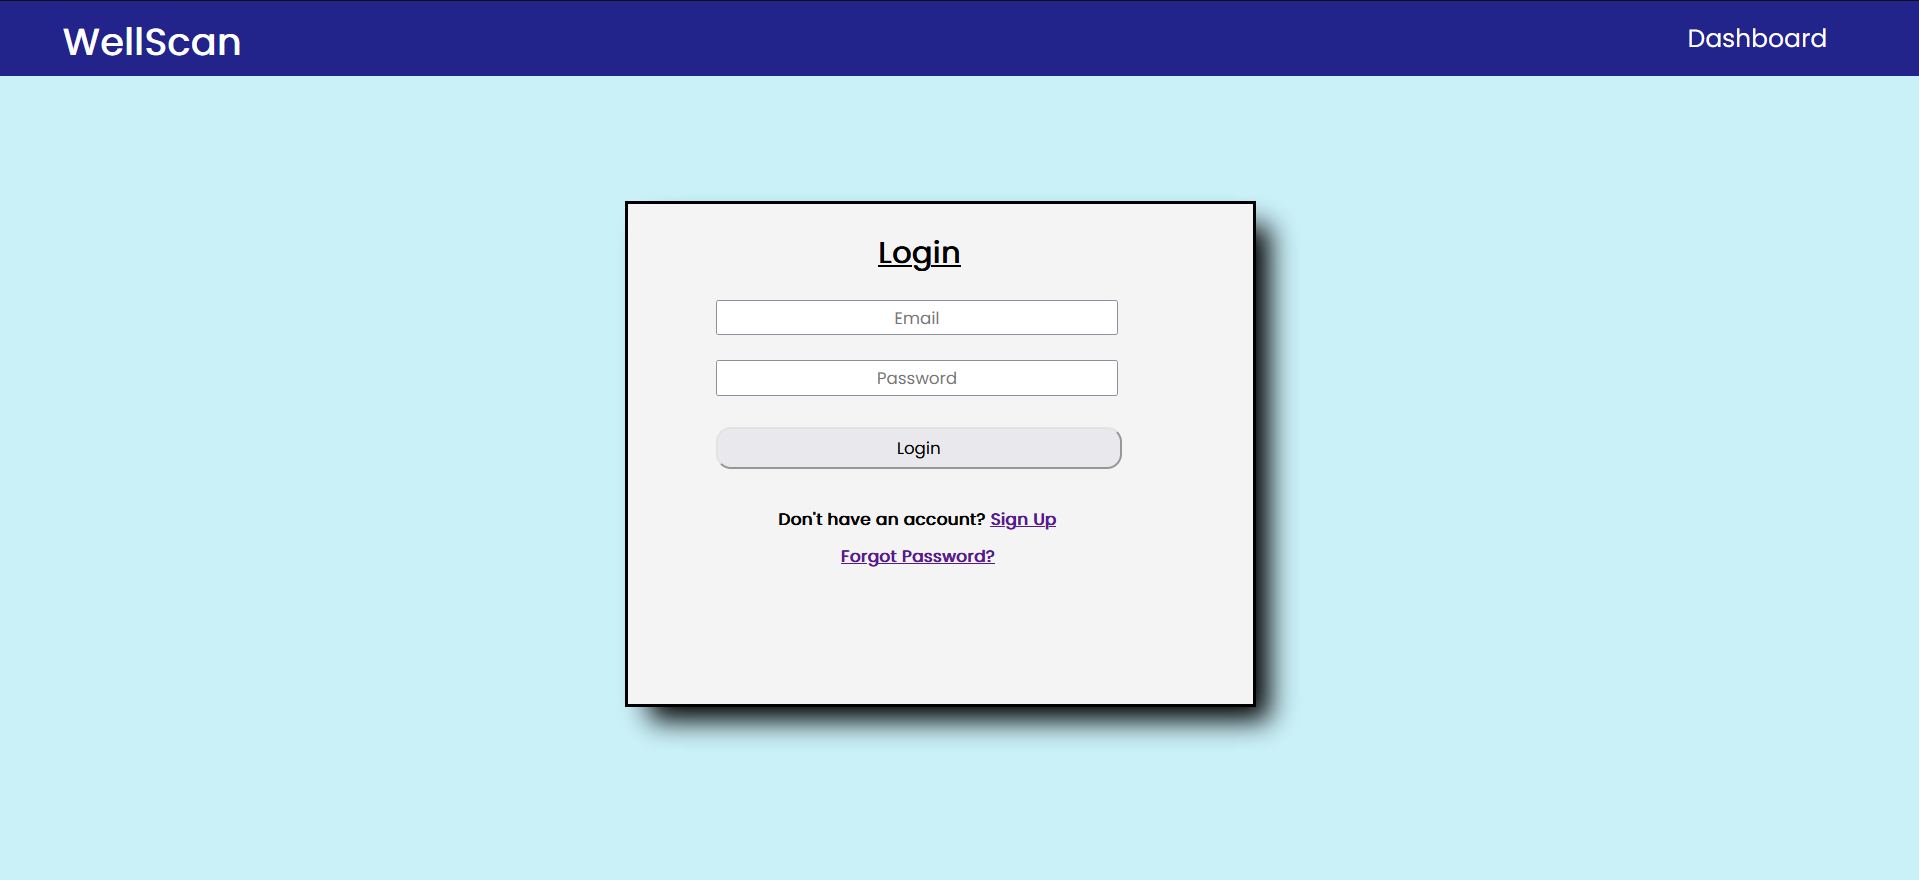 WellScan
Dashboard
Login
Email
Password
Login
Don't have an account? Sign Up
Forgot Password?